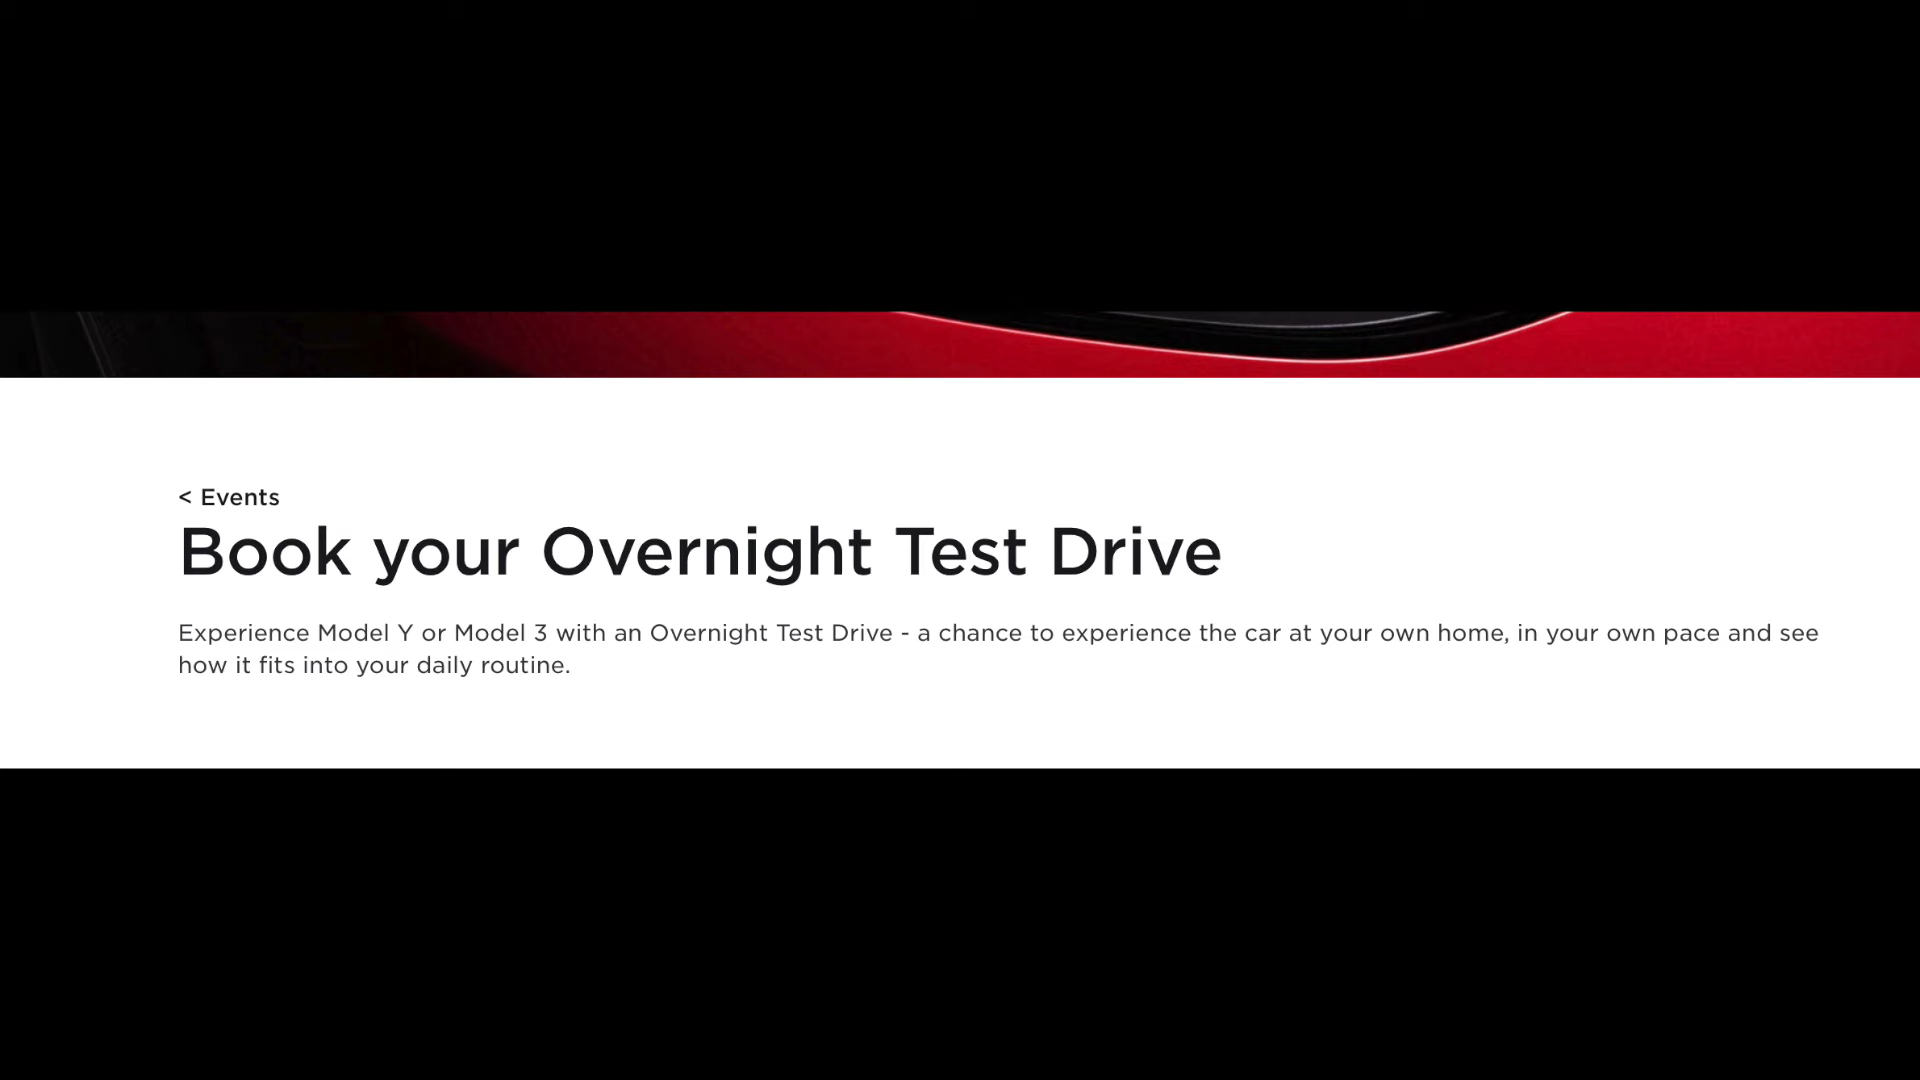 < Events
Book your Overnight Test Drive
Experience Model Y or Model 3 with an Overnight Test Drive - a chance to experience the car at your own home, in your own pace and see
how it fits into your daily routine.